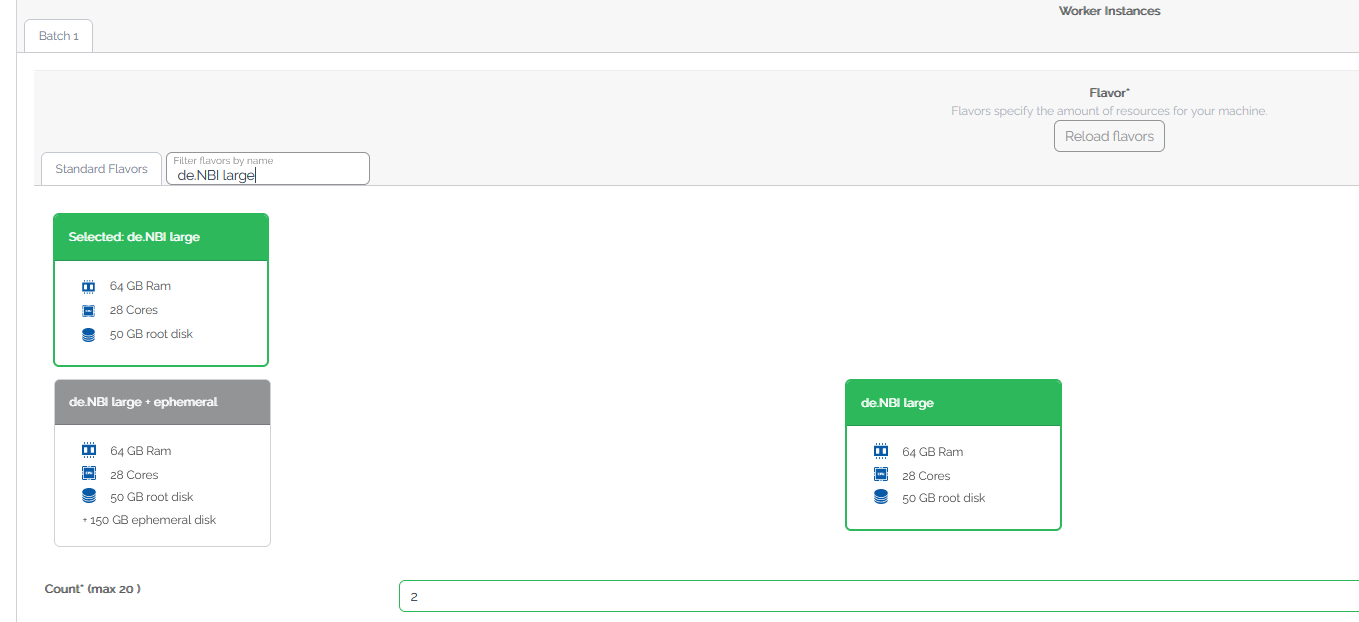 Worker Instances
Batch 1
Flavor*
Flavors specify the amount of resources for your machine.
Reload flavors
Standard Flavors
Filter flavors by name
de.NBI large
Selected: de.NBI large
64 GB Ram
28 Cores
50 GB root disk
de.NBI large + ephemeral
64 GB Ram
28 Cores
50 GB root disk
+ 150 GB ephemeral disk
de.NBI large
64 GB Ram
28 Cores
50 GB root disk
Count* (max 20 )
2